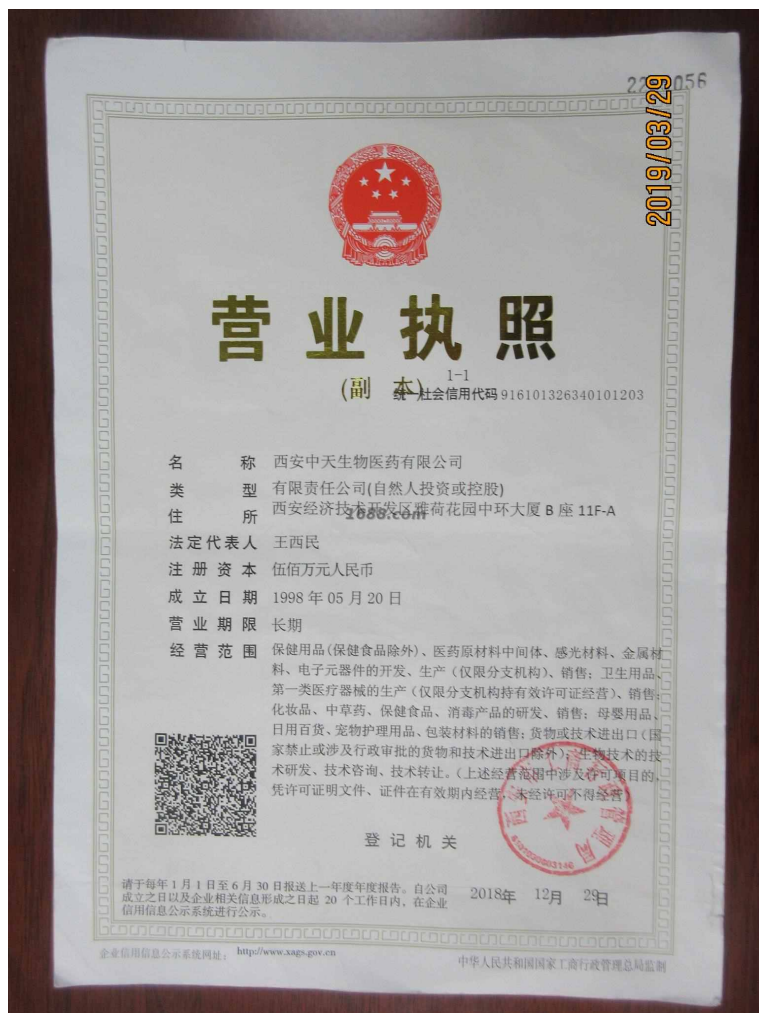 2019/03/29
营业执照
(副 本)
1-1
统一社会信用代码 916101326340101203
名 称 西安中天生物医药有限公司
类 型 有限责任公司(自然人投资或控股)
住 所 西安经济技术开发区雅荷花园中环大厦 B 座 11F-A
1688.com
法定代表人 王西民
注册资本 伍佰万元人民币
成立日期 1998 年 05 月 20 日
营业期限 长期
经营范围 保健用品(保健食品除外)、医药原材料中间体、感光材料、金属材
料、电子元器件的开发、生产（仅限分支机构）、销售；卫生用品、
第一类医疗器械的生产（仅限分支机构持有效许可证经营）、销售；
化妆品、中草药、保健食品、消毒产品的研发、销售；母婴用品、
日用百货、宠物护理用品、包装材料的销售；货物或技术进出口（国
家禁止或涉及行政审批的货物和技术进出口除外）；生物技术的技
术研发、技术咨询、技术转让。（上述经营范围中涉及许可项目的，
凭许可证明文件、证件在有效期内经营，未经许可不得经营）
登记机关
2018年 12月 29日
请于每年 1 月 1 日至 6 月 30 日报送上一年度年度报告。自公司
成立之日以及企业相关信息形成之日起 20 个工作日内，在企业
信用信息公示系统进行公示。
企业信用信息公示系统网址： http://www.xags.gov.cn
中华人民共和国国家工商行政管理总局监制